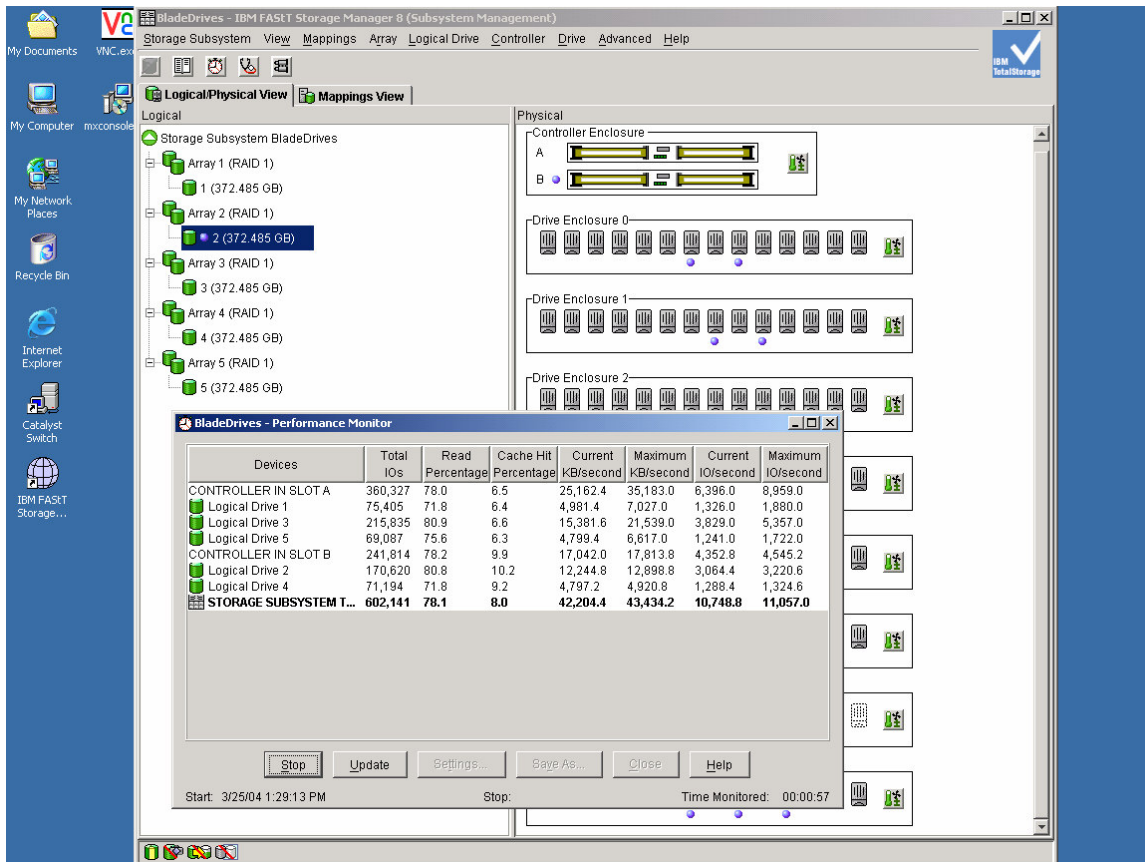 My Documents
VNC.exe
My Computer
mxconsole
My Network
Places
Recycle Bin
Internet
Explorer
Catalyst
Switch
IBM FAStT
Storage...
BladeDrives - IBM FAStT Storage Manager 8 (Subsystem Management)
Storage Subsystem View Mappings Array Logical Drive Controller Drive Advanced Help
IBM
TotalStorage
Logical/Physical View Mappings View
Logical
Storage Subsystem BladeDrives
Array 1 (RAID 1)
1 (372.485 GB)
Array 2 (RAID 1)
2 (372.485 GB)
Array 3 (RAID 1)
3 (372.485 GB)
Array 4 (RAID 1)
4 (372.485 GB)
Array 5 (RAID 1)
5 (372.485 GB)
Physical
Controller Enclosure
A
B
Drive Enclosure 0
Drive Enclosure 1
Drive Enclosure 2
BladeDrives - Performance Monitor
Devices Total IOs Read Percentage Cache Hit Percentage Current KB/second Maximum KB/second Current IO/second Maximum IO/second
CONTROLLER IN SLOT A 360,327 78.0 6.5 25,162.4 35,183.0 6,396.0 8,959.0
Logical Drive 1 75,405 71.8 6.4 4,981.4 7,027.0 1,326.0 1,880.0
Logical Drive 3 215,835 80.9 6.6 15,381.6 21,539.0 3,829.0 5,357.0
Logical Drive 5 69,087 75.6 6.3 4,799.4 6,617.0 1,241.0 1,722.0
CONTROLLER IN SLOT B 241,814 78.2 9.9 17,042.0 17,813.8 4,352.8 4,545.2
Logical Drive 2 170,620 80.8 10.2 12,244.8 12,898.8 3,064.4 3,220.6
Logical Drive 4 71,194 71.8 9.2 4,797.2 4,920.8 1,288.4 1,324.6
STORAGE SUBSYSTEM T... 602,141 78.1 8.0 42,204.4 43,434.2 10,748.8 11,057.0
Stop Update Settings... Save As... Close Help
Start: 3/25/04 1:29:13 PM Stop: Time Monitored: 00:00:57